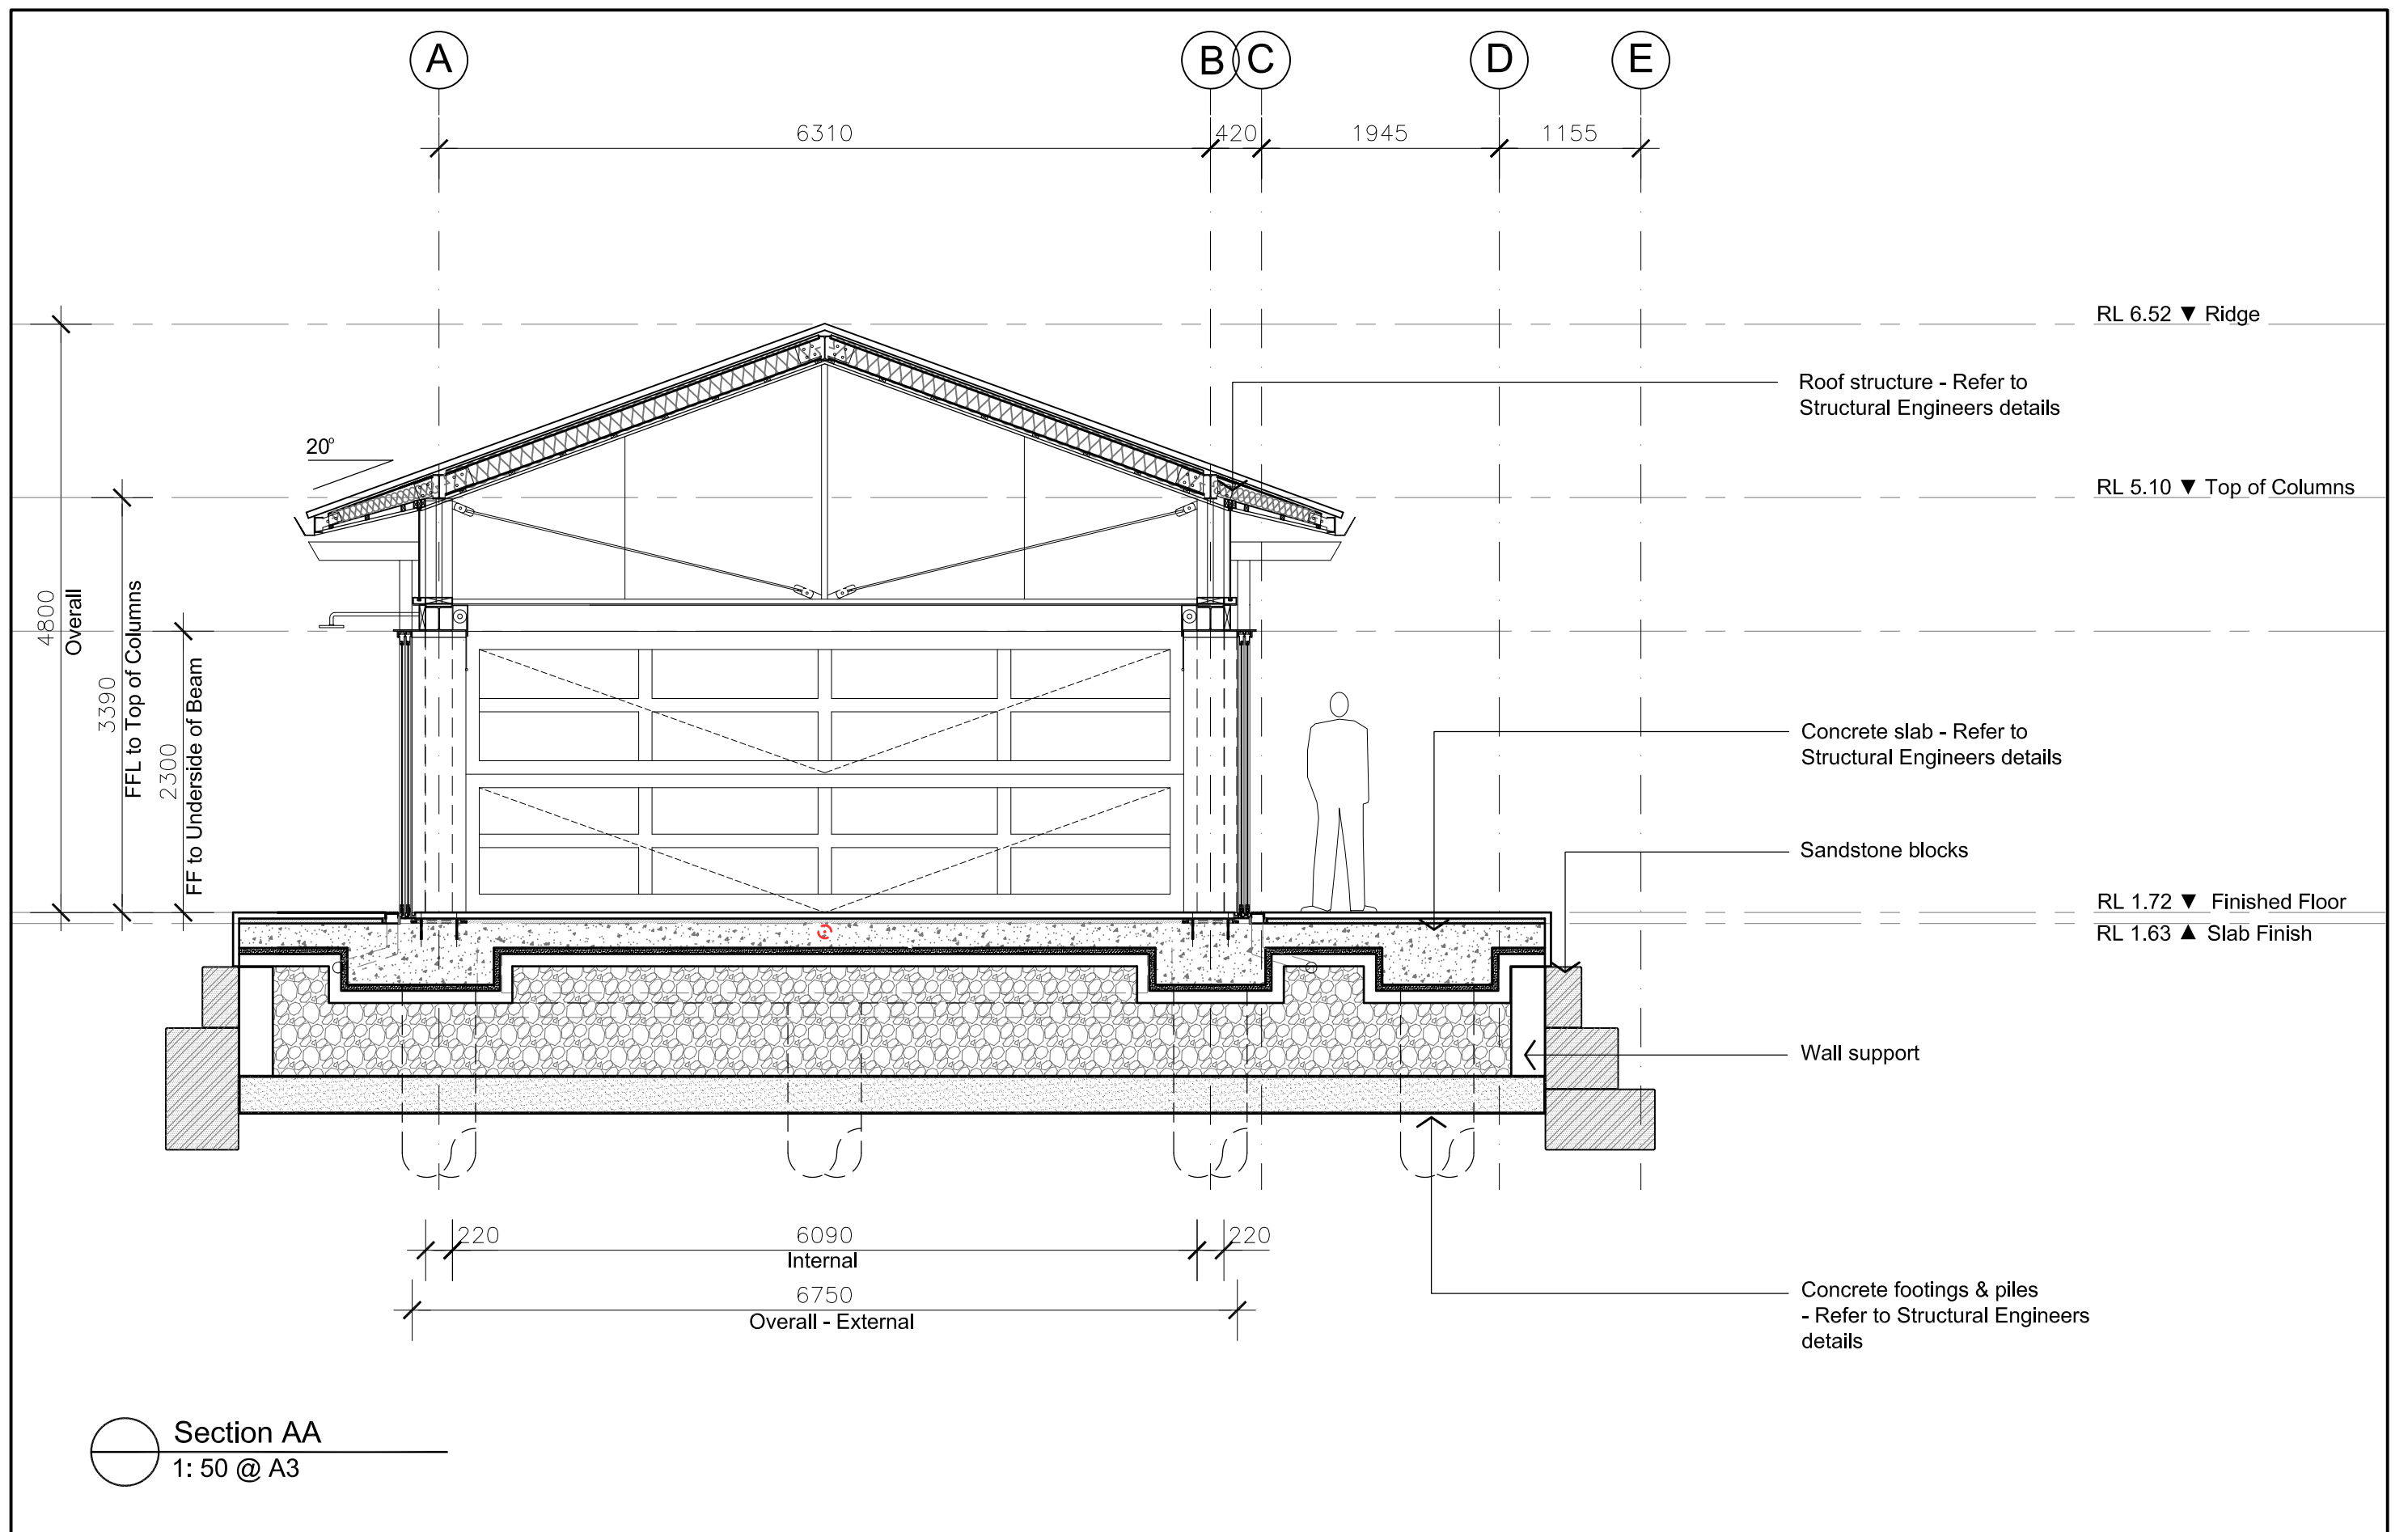 A
B
C
D
E
6310
420
1945
1155
RL 6.52 ▼ Ridge
Roof structure - Refer to
Structural Engineers details
20°
RL 5.10 ▼ Top of Columns
4800
Overall
3390
FFL to Top of Columns
2300
FF to Underside of Beam
Concrete slab - Refer to
Structural Engineers details
Sandstone blocks
RL 1.72 ▼ Finished Floor
RL 1.63 ▲ Slab Finish
Wall support
220
6090
220
Internal
6750
Overall - External
Concrete footings & piles
- Refer to Structural Engineers
details
Section AA
1: 50 @ A3